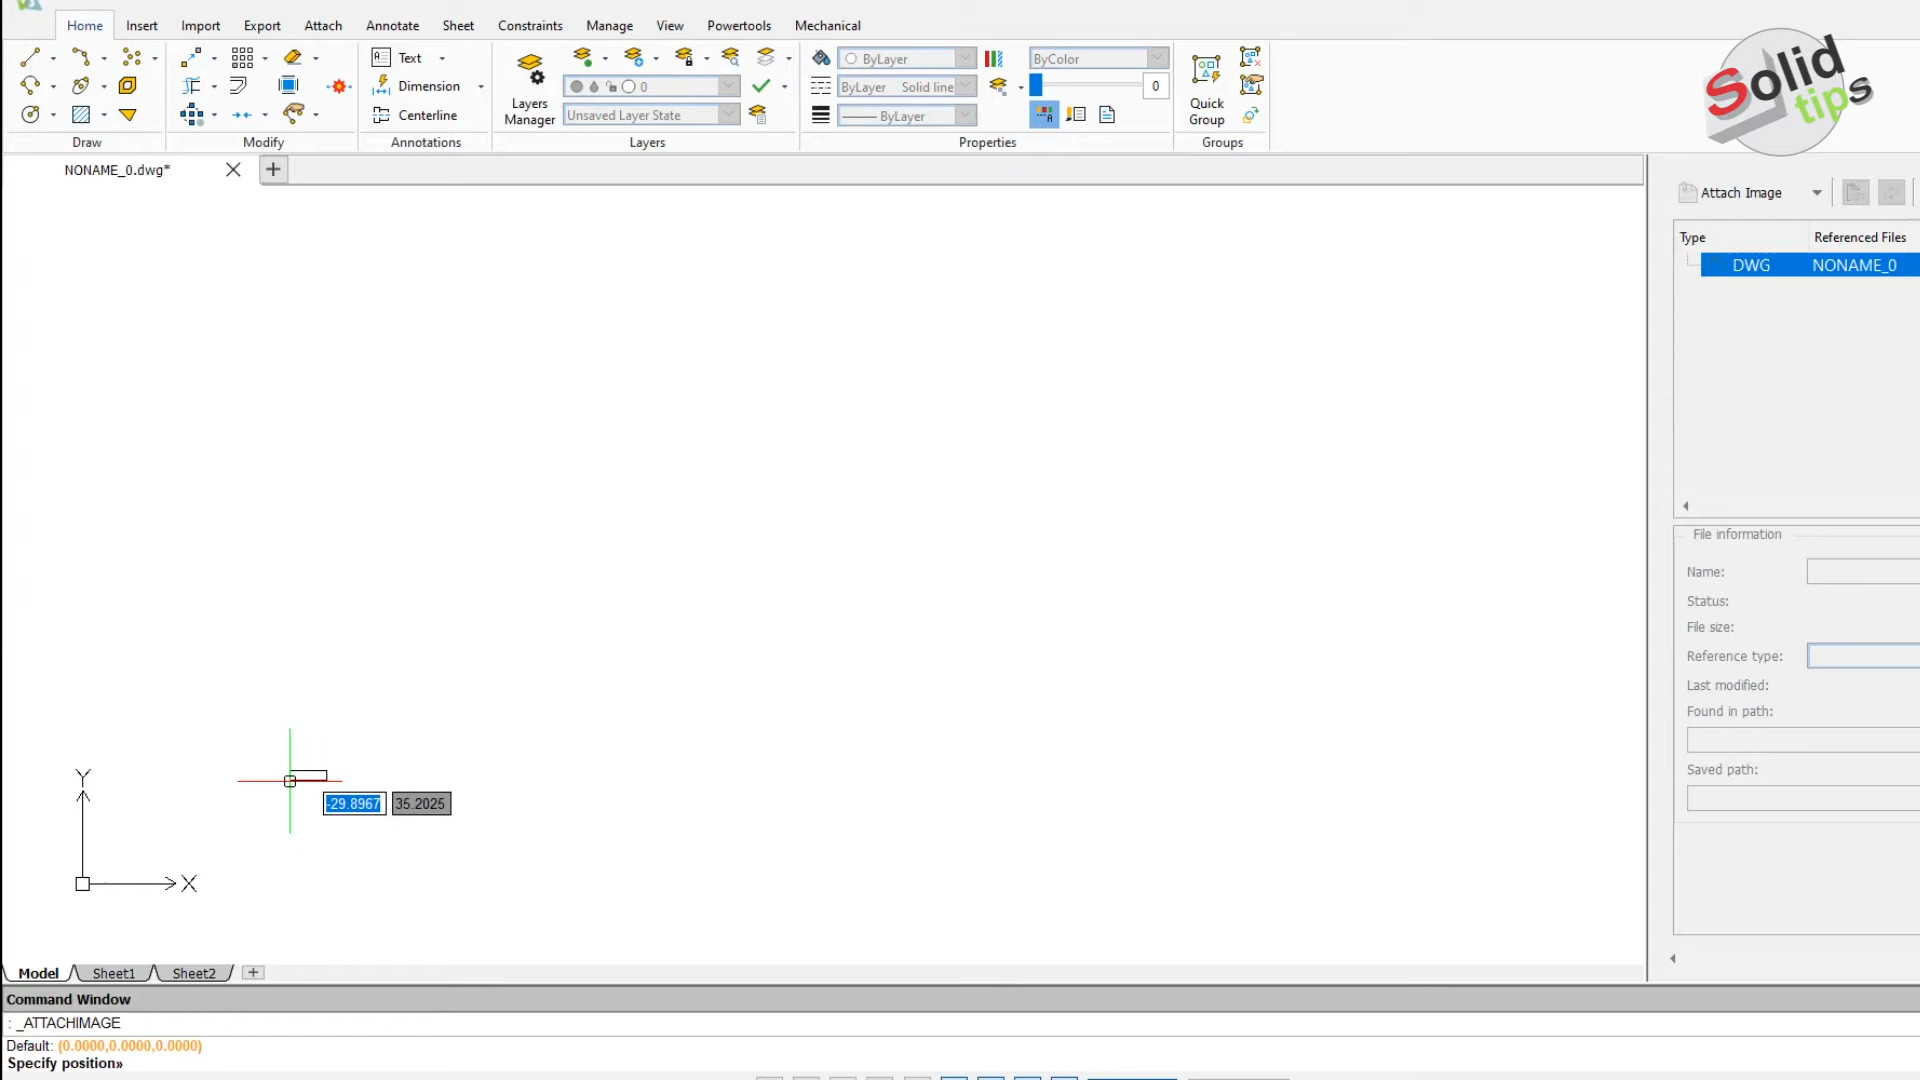 Home Insert Import Export Attach Annotate Sheet Constraints Manage View Powertools Mechanical
Text
Dimension
Centerline
Layers
Manager
0
Unsaved Layer State
ByLayer
ByLayer Solid line
ByLayer
ByColor
0
Quick
Group
Draw Modify Annotations Layers Properties Groups
Solid
tips
NONAME_0.dwg*
Attach Image
Type Referenced Files
DWG NONAME_0
File information
Name:
Status:
File size:
Reference type:
Last modified:
Found in path:
Saved path:
Y
X
-29.8967 35.2025
Model Sheet1 Sheet2
Command Window
: _ATTACHIMAGE
Default: (0.0000,0.0000,0.0000)
Specify position»